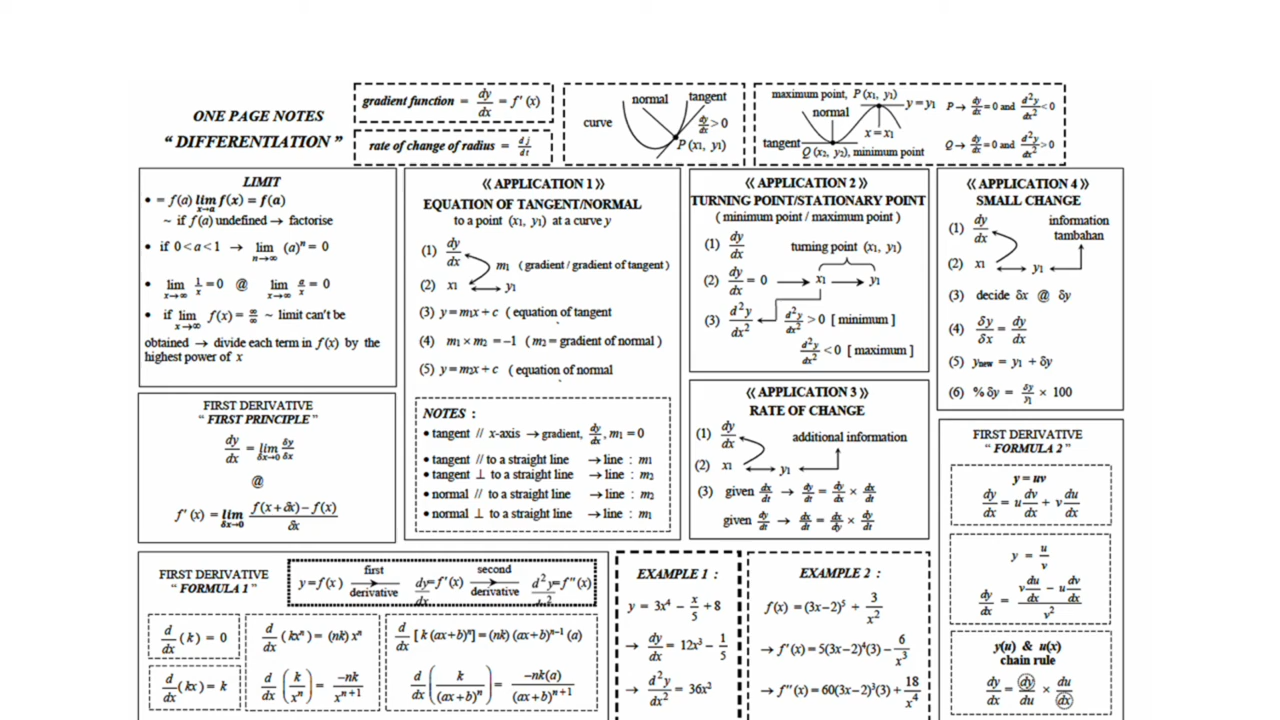 ONE PAGE NOTES
“ DIFFERENTIATION ”
gradient function = dy/dx = f′ (x)
rate of change of radius = dj/dt
curve
normal
tangent
dy/dx > 0
P (x₁, y₁)
maximum point, P (x₁, y₁)
normal
y = y₁
x = x₁
tangent
Q (x₂, y₂), minimum point
P → dy/dx = 0 and d²y/dx² < 0
Q → dy/dx = 0 and d²y/dx² > 0
LIMIT
• = f(a) lim x→a f(x) = f(a)
~ if f(a) undefined → factorise
• if 0 < a < 1 → lim n→∞ (a)ⁿ = 0
• lim x→∞ 1/x = 0 @ lim x→∞ a/x = 0
• if lim x→∞ f(x) = ∞/∞ ~ limit can't be
obtained → divide each term in f(x) by the
highest power of x
FIRST DERIVATIVE
“ FIRST PRINCIPLE ”
dy/dx = lim δx→0 δy/δx
@
f′ (x) = lim δx→0 f(x + δx) – f(x) / δx
⟪ APPLICATION 1⟫
EQUATION OF TANGENT/NORMAL
to a point (x₁, y₁) at a curve y
(1) dy/dx
m₁ (gradient / gradient of tangent)
(2) x₁ ↔ y₁
(3) y = m₁x + c ( equation of tangent
(4) m₁ × m₂ = –1 ( m₂ = gradient of normal )
(5) y = m₂x + c ( equation of normal
NOTES :
• tangent // x-axis → gradient, dy/dx, m₁ = 0
• tangent // to a straight line → line : m₁
• tangent ⊥ to a straight line → line : m₂
• normal // to a straight line → line : m₂
• normal ⊥ to a straight line → line : m₁
⟪ APPLICATION 2⟫
TURNING POINT/STATIONARY POINT
( minimum point / maximum point )
(1) dy/dx
turning point (x₁, y₁)
(2) dy/dx = 0 → x₁ → y₁
(3) d²y/dx² ← d²y/dx² > 0 [ minimum ]
d²y/dx² < 0 [ maximum ]
⟪ APPLICATION 3⟫
RATE OF CHANGE
(1) dy/dx
additional information
(2) x₁ ↔ y₁
(3) given dx/dt → dy/dt = dy/dx × dx/dt
given dy/dt → dx/dt = dx/dy × dy/dt
⟪ APPLICATION 4⟫
SMALL CHANGE
(1) dy/dx
information
tambahan
(2) x₁ ↔ y₁
(3) decide δx @ δy
(4) δy/δx = dy/dx
(5) ynew = y₁ + δy
(6) % δy = δy/y₁ × 100
FIRST DERIVATIVE
“ FORMULA 2”
y = uv
dy/dx = u dv/dx + v du/dx
y = u/v
dy/dx = (v du/dx – u dv/dx) / v²
y(u) & u(x)
chain rule
dy/dx = dy/du × du/dx
FIRST DERIVATIVE
“ FORMULA 1 ”
y = f(x) first derivative → dy/dx = f′ (x) second derivative → d²y/dx² = f″(x)
d/dx ( k ) = 0
d/dx (kx) = k
d/dx (kxⁿ) = (nk) xⁿ
d/dx (k/xⁿ) = –nk/xⁿ⁺¹
d/dx [ k (ax + b)ⁿ] = (nk) (ax + b)ⁿ⁻¹ (a)
d/dx (k/(ax + b)ⁿ) = –nk(a)/(ax + b)ⁿ⁺¹
EXAMPLE 1 :
y = 3x⁴ – x/5 + 8
→ dy/dx = 12x³ – 1/5
→ d²y/dx² = 36x²
EXAMPLE 2 :
f(x) = (3x–2)⁵ + 3/x²
→ f′(x) = 5(3x–2)⁴(3) – 6/x³
→ f″(x) = 60(3x–2)³(3) + 18/x⁴